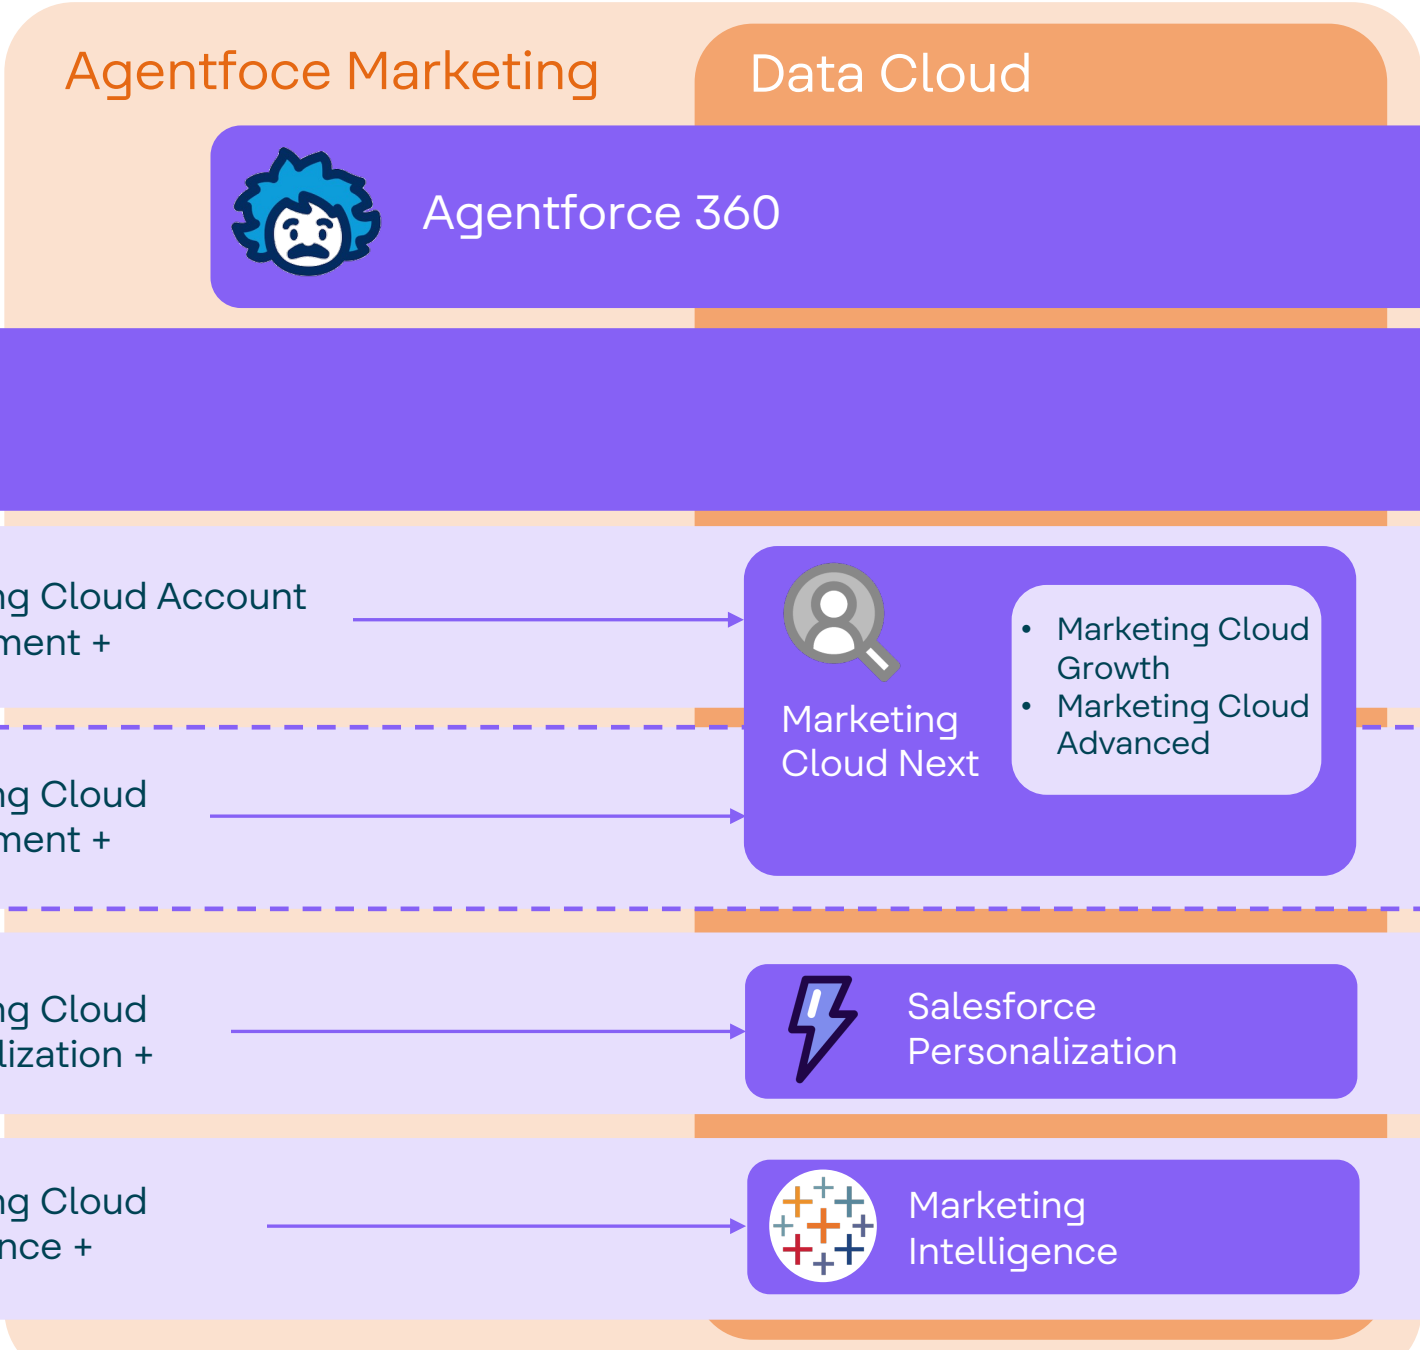 Agentfoce Marketing
Data Cloud
Agentforce 360
ng Cloud Account
ment +
Marketing
Cloud Next
• Marketing Cloud
Growth
• Marketing Cloud
Advanced
ng Cloud
ment +
ng Cloud
lization +
Salesforce
Personalization
ng Cloud
nce +
Marketing
Intelligence